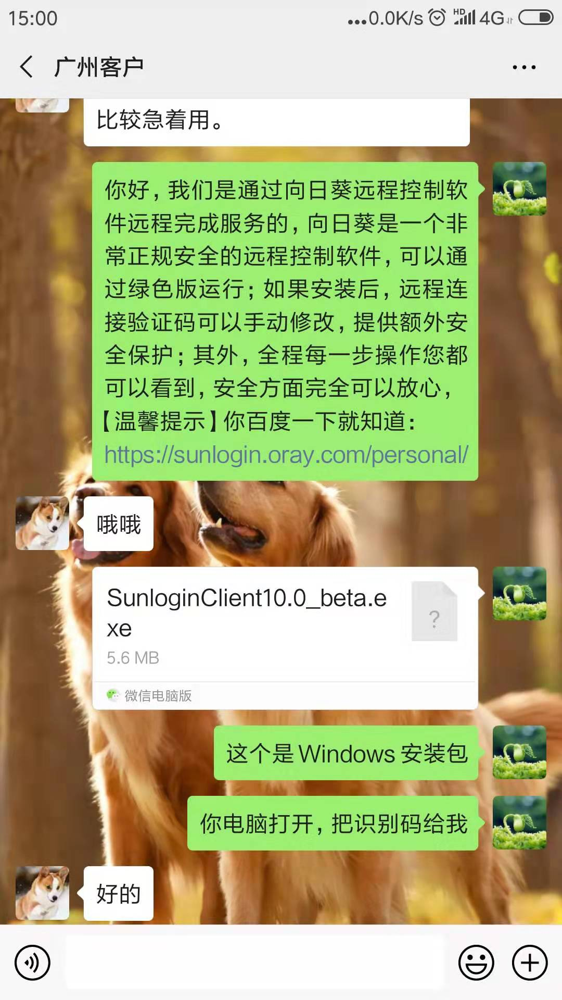 15:00
...0.0K/s HD 4G
广州客户
比较急着用。
你好，我们是通过向日葵远程控制软
件远程完成服务的，向日葵是一个非
常正规安全的远程控制软件，可以通
过绿色版运行；如果安装后，远程连
接验证码可以手动修改，提供额外安
全保护；其外，全程每一步操作您都
可以看到，安全方面完全可以放心，
【温馨提示】你百度一下就知道：
https://sunlogin.oray.com/personal/
哦哦
SunloginClient10.0_beta.e
xe
?
5.6 MB
微信电脑版
这个是Windows 安装包
你电脑打开，把识别码给我
好的